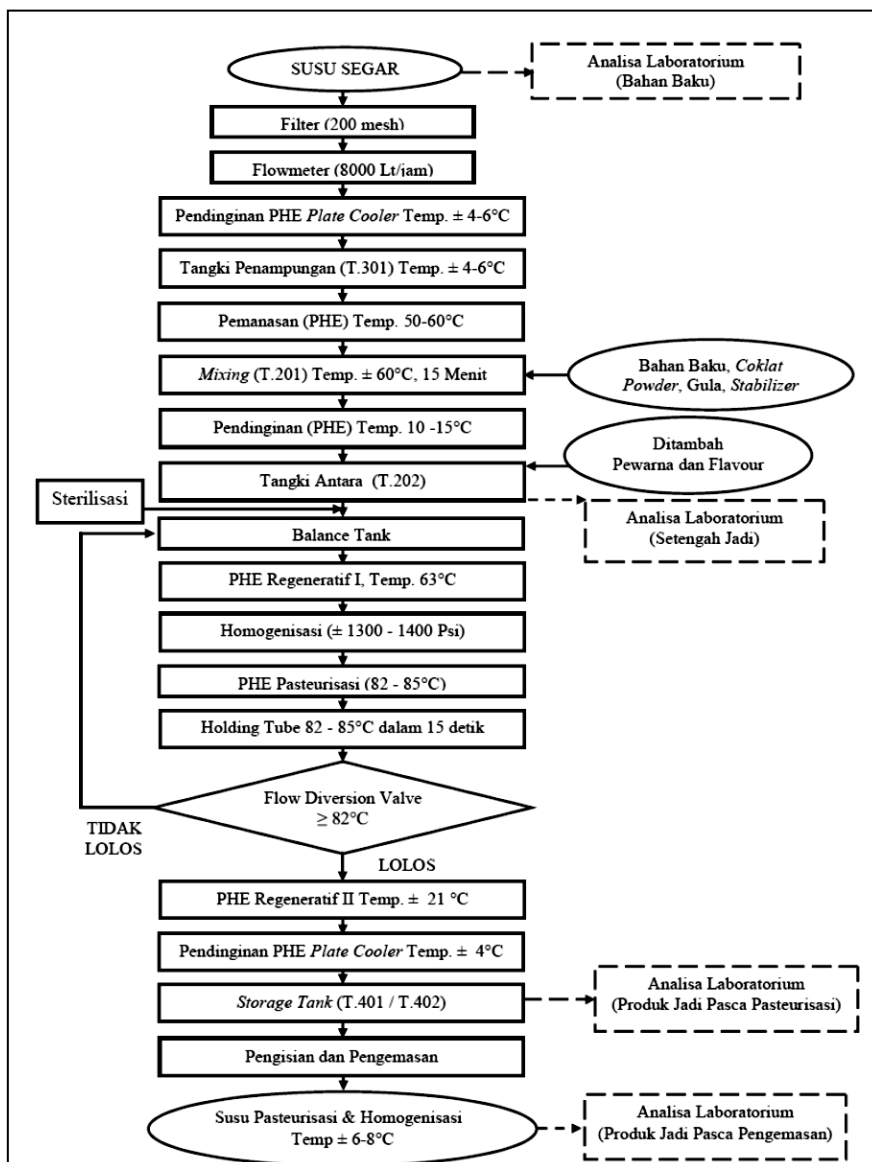 SUSU SEGAR
Analisa Laboratorium
(Bahan Baku)
Filter (200 mesh)
Flowmeter (8000 Lt/jam)
Pendinginan PHE Plate Cooler Temp. ± 4-6°C
Tangki Penampungan (T.301) Temp. ± 4-6°C
Pemanasan (PHE) Temp. 50-60°C
Mixing (T.201) Temp. ± 60°C, 15 Menit
Bahan Baku, Coklat
Powder, Gula, Stabilizer
Pendinginan (PHE) Temp. 10 -15°C
Ditambah
Pewarna dan Flavour
Tangki Antara (T.202)
Sterilisasi
Analisa Laboratorium
(Setengah Jadi)
Balance Tank
PHE Regeneratif I, Temp. 63°C
Homogenisasi (± 1300 - 1400 Psi)
PHE Pasteurisasi (82 - 85°C)
Holding Tube 82 - 85°C dalam 15 detik
Flow Diversion Valve
≥ 82°C
TIDAK
LOLOS
LOLOS
PHE Regeneratif II Temp. ± 21 °C
Pendinginan PHE Plate Cooler Temp. ± 4°C
Storage Tank (T.401 / T.402)
Analisa Laboratorium
(Produk Jadi Pasca Pasteurisasi)
Pengisian dan Pengemasan
Susu Pasteurisasi & Homogenisasi
Temp ± 6-8°C
Analisa Laboratorium
(Produk Jadi Pasca Pengemasan)